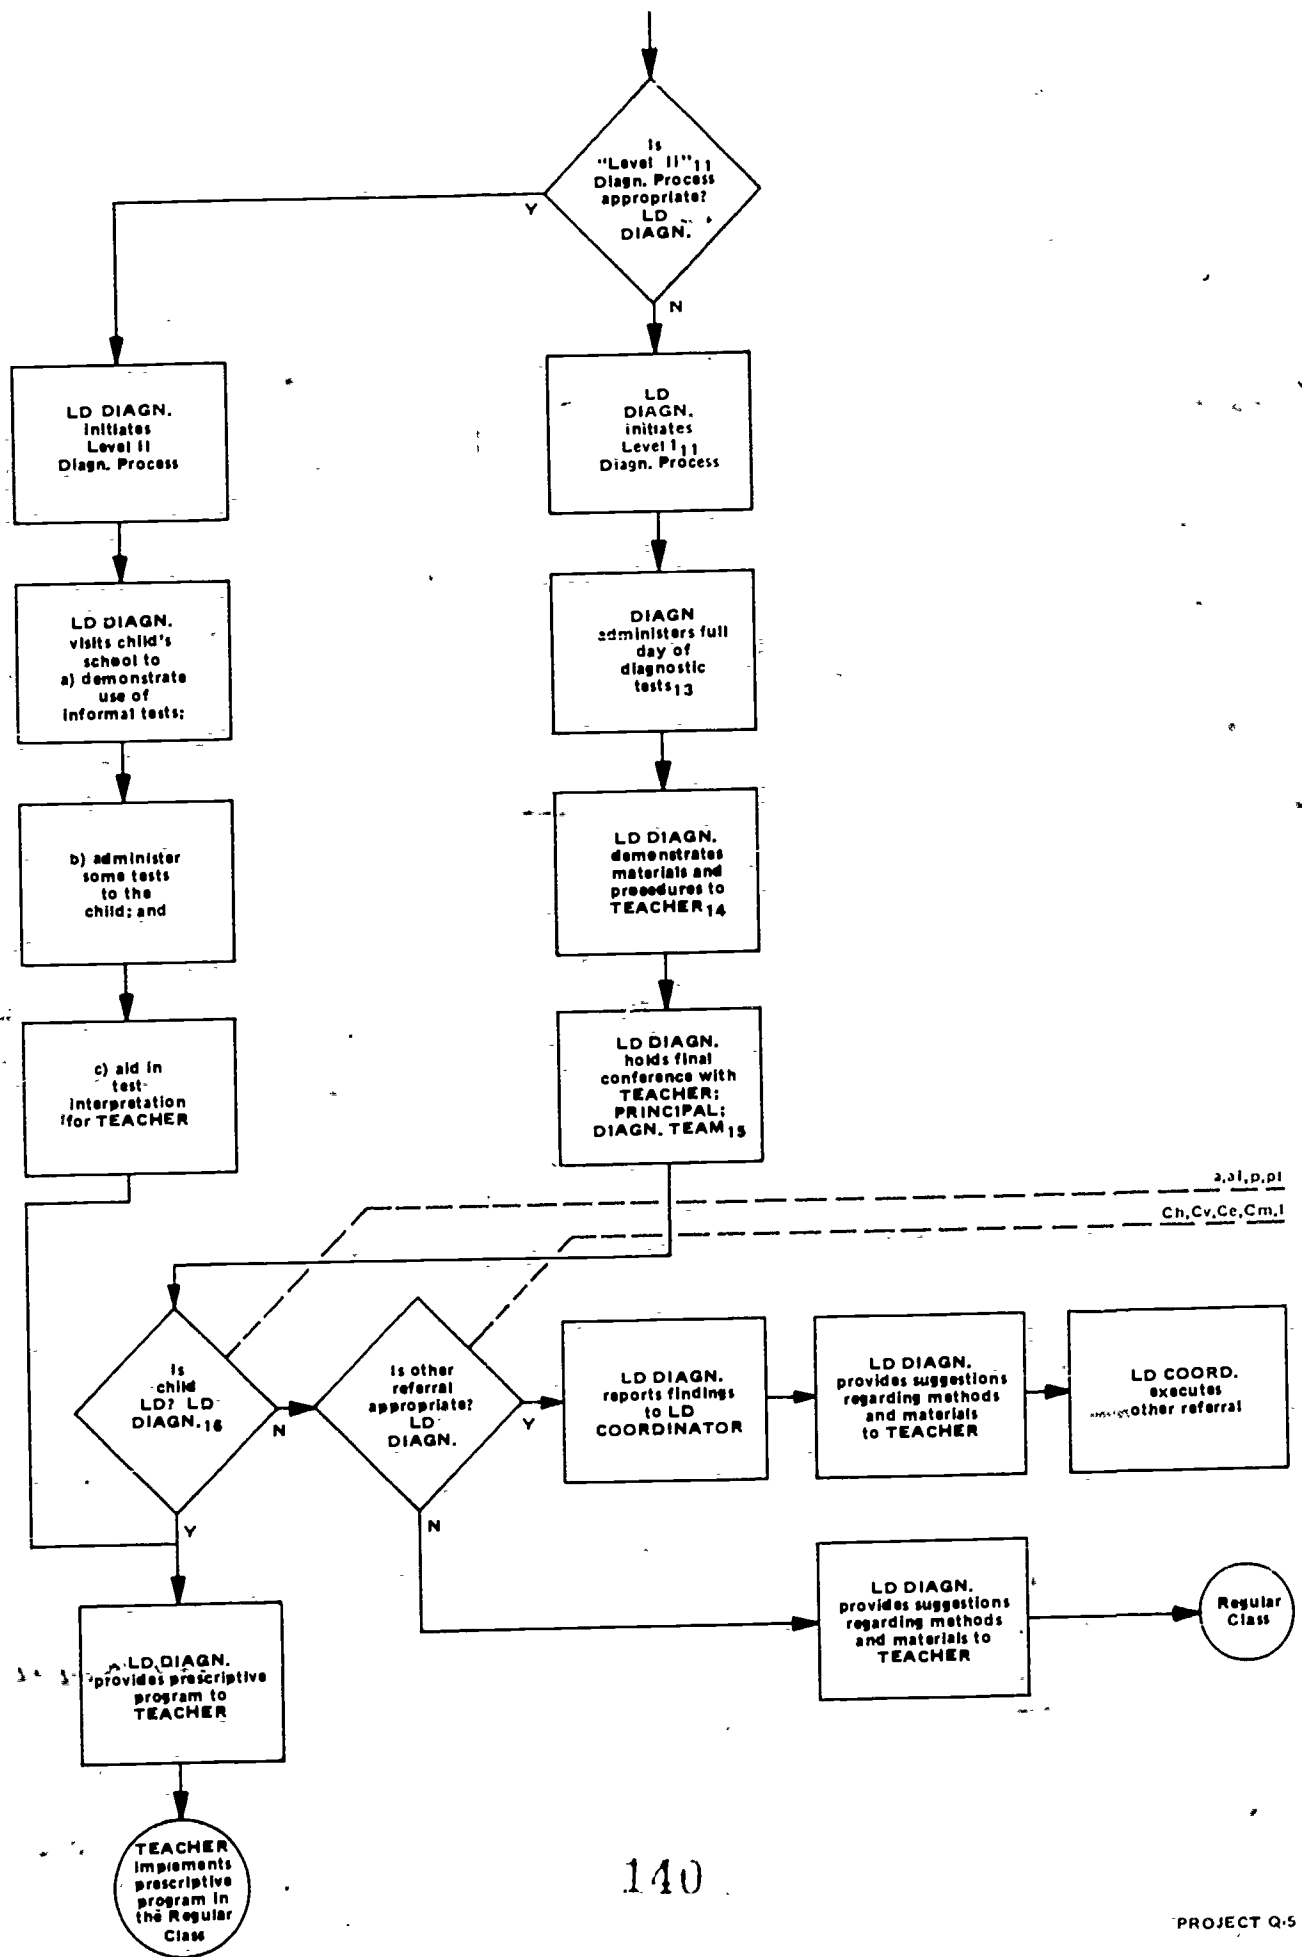 Is
"Level II"11
Diagn. Process
appropriate?
LD
DIAGN.
Y
N
LD DIAGN.
initiates
Level II
Diagn. Process
LD
DIAGN.
initiates
Level I11
Diagn. Process
LD DIAGN.
visits child's
school to
a) demonstrate
use of
informal tests;
DIAGN
administers full
day of
diagnostic
tests13
b) administer
some tests
to the
child; and
LD DIAGN.
demonstrates
materials and
procedures to
TEACHER14
c) aid in
test-
interpretation
for TEACHER
LD DIAGN.
holds final
conference with
TEACHER;
PRINCIPAL;
DIAGN. TEAM15
a,ai,p,pi
Ch,Cv,Ce,Cm,I
Is
child
LD? LD
DIAGN.16
N
Y
Is other
referral
appropriate?
LD
DIAGN.
Y
N
LD DIAGN.
reports findings
to LD
COORDINATOR
LD DIAGN.
provides suggestions
regarding methods
and materials
to TEACHER
LD COORD.
executes
other referral
LD DIAGN.
provides suggestions
regarding methods
and materials to
TEACHER
Regular
Class
LD DIAGN.
provides prescriptive
program to
TEACHER
TEACHER
implements
prescriptive
program in
the Regular
Class
140
PROJECT Q-5